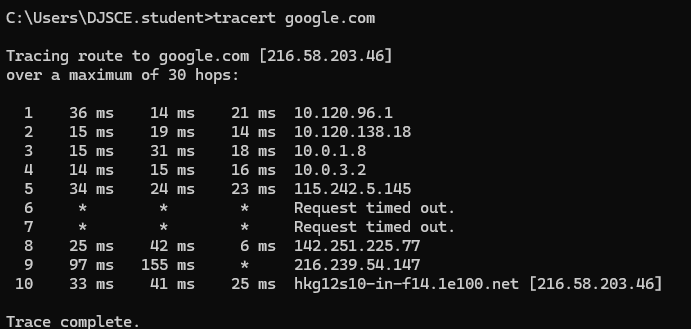 C:\Users\DJSCE.student>tracert google.com
Tracing route to google.com [216.58.203.46]
over a maximum of 30 hops:
1 36 ms 14 ms 21 ms 10.120.96.1
2 15 ms 19 ms 14 ms 10.120.138.18
3 15 ms 31 ms 18 ms 10.0.1.8
4 14 ms 15 ms 16 ms 10.0.3.2
5 34 ms 24 ms 23 ms 115.242.5.145
6 * * * Request timed out.
7 * * * Request timed out.
8 25 ms 42 ms 6 ms 142.251.225.77
9 97 ms 155 ms * 216.239.54.147
10 33 ms 41 ms 25 ms hkg12s10-in-f14.1e100.net [216.58.203.46]
Trace complete.